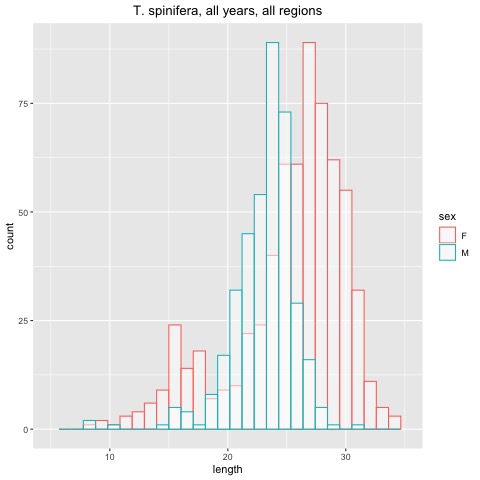 T. spinifera, all years, all regions
75
50
25
0
count
10
20
30
length
sex
F
M